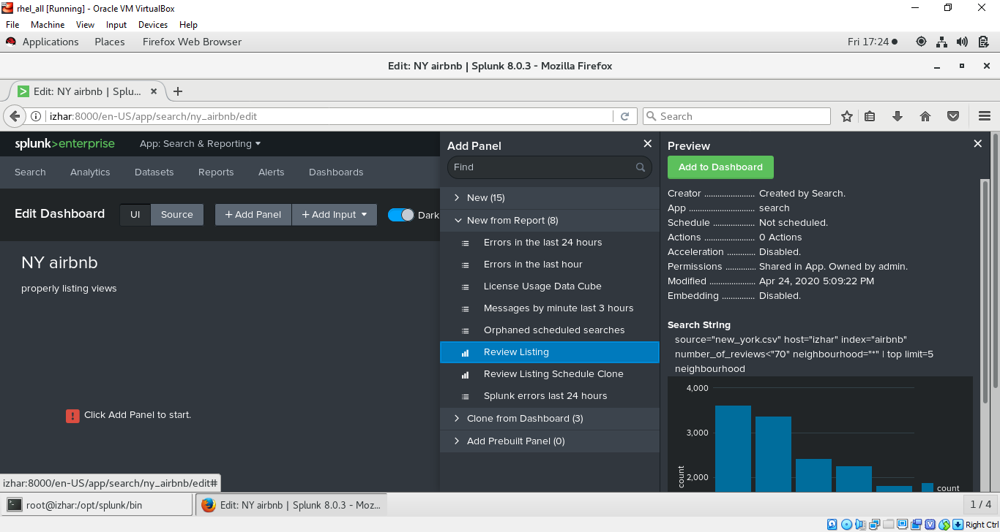 rhel_all [Running] - Oracle VM VirtualBox
File Machine View Input Devices Help
Applications Places Firefox Web Browser Fri 17:24
Edit: NY airbnb | Splunk 8.0.3 - Mozilla Firefox
Edit: NY airbnb | Splu...
izhar:8000/en-US/app/search/ny_airbnb/edit
Search
splunk>enterprise
App: Search & Reporting
Search Analytics Datasets Reports Alerts Dashboards
Edit Dashboard
UI Source
+ Add Panel + Add Input
Dark
NY airbnb
properly listing views
! Click Add Panel to start.
Add Panel
Find
New (15)
New from Report (8)
Errors in the last 24 hours
Errors in the last hour
License Usage Data Cube
Messages by minute last 3 hours
Orphaned scheduled searches
Review Listing
Review Listing Schedule Clone
Splunk errors last 24 hours
Clone from Dashboard (3)
Add Prebuilt Panel (0)
Preview
Add to Dashboard
Creator ....................... Created by Search.
App .............................. search
Schedule ................... Not scheduled.
Actions ....................... 0 Actions
Acceleration ............. Disabled.
Permissions .............. Shared in App. Owned by admin.
Modified ..................... Apr 24, 2020 5:09:22 PM
Embedding ............... Disabled.
Search String
source="new_york.csv" host="izhar" index="airbnb"
number_of_reviews<"70" neighbourhood="*" | top limit=5
neighbourhood
4,000
3,000
2,000
count
count
izhar:8000/en-US/app/search/ny_airbnb/edit#
root@izhar:/opt/splunk/bin
Edit: NY airbnb | Splunk 8.0.3 - Moz...
1 / 4
Right Ctrl